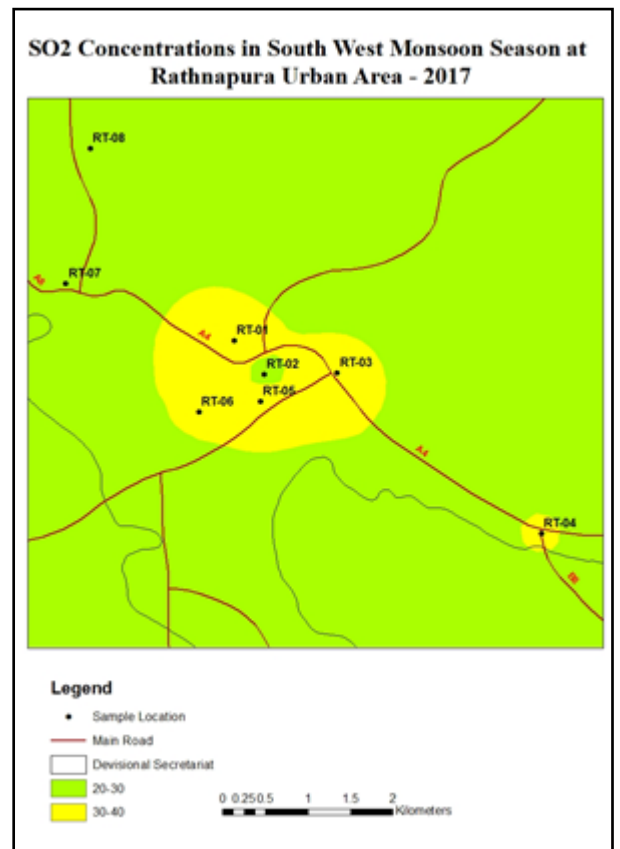 SO2 Concentrations in South West Monsoon Season at
Rathnapura Urban Area - 2017
RT-08
RT-07
A8
RT-01
A4
RT-02
RT-03
RT-05
RT-06
A4
RT-04
Legend
Sample Location
Main Road
Devisional Secretariat
20-30
30-40
0 0.25 0.5 1 1.5 2
Kilometers